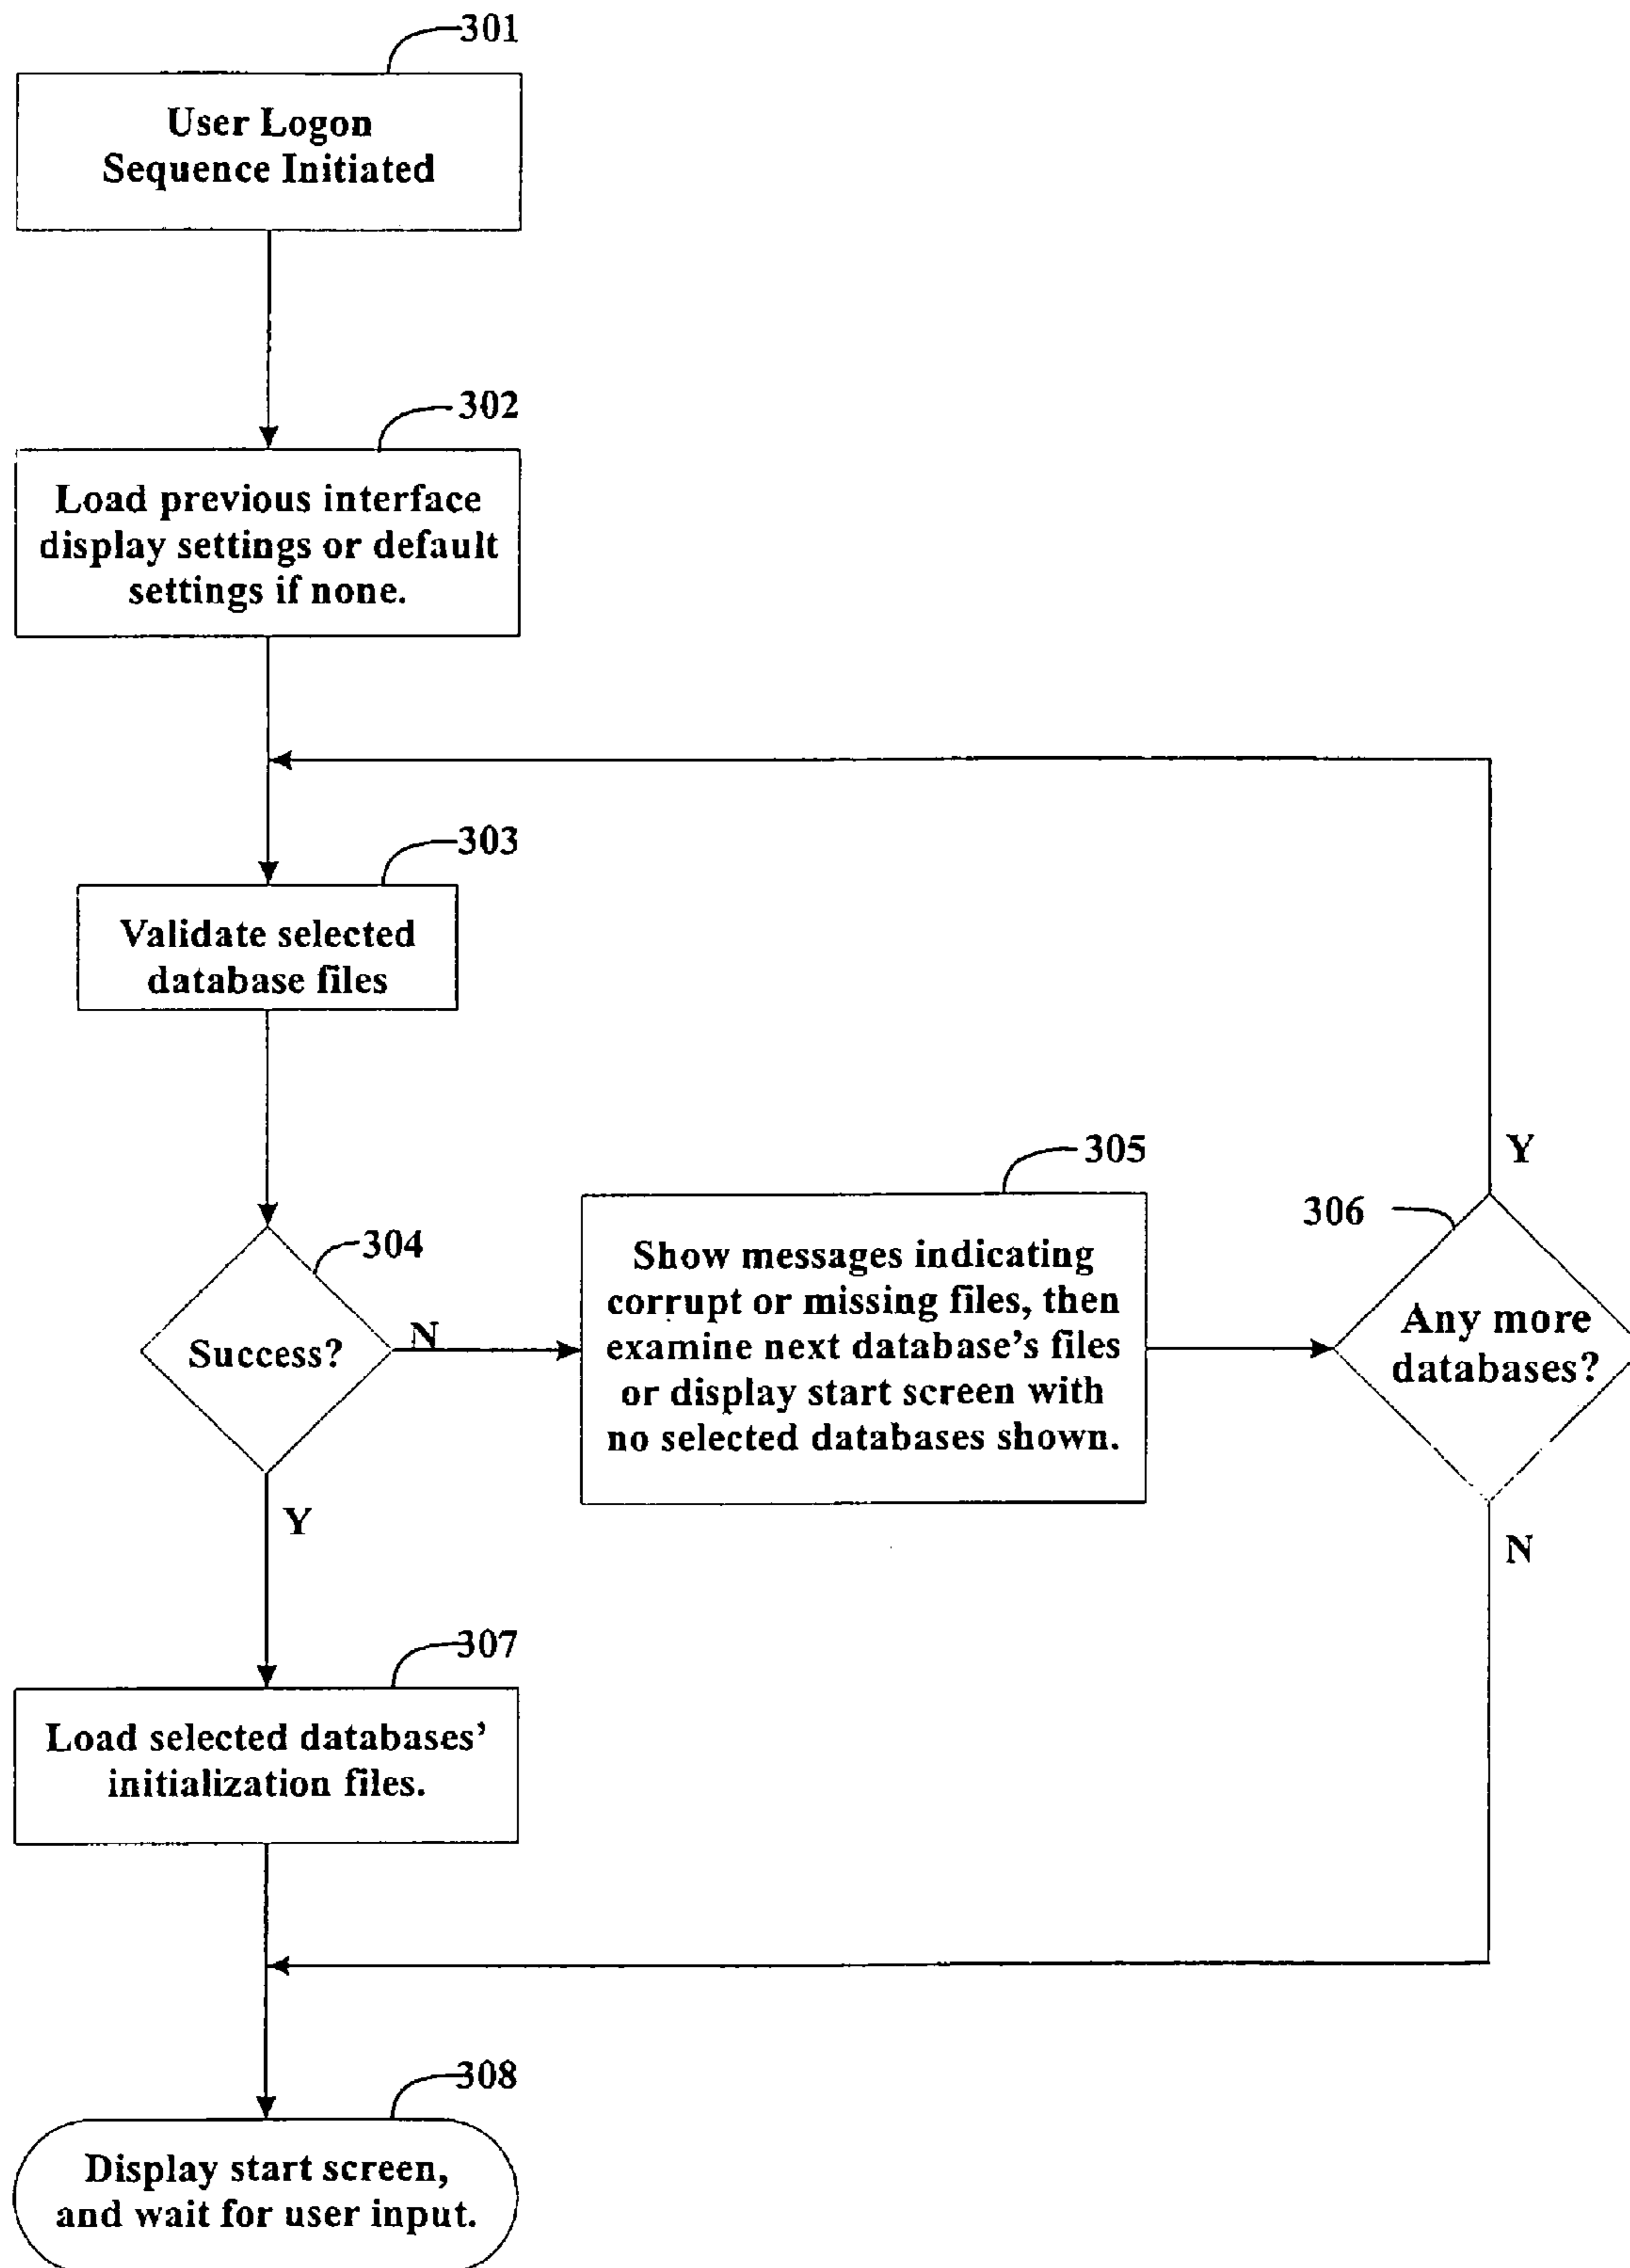 301
User Logon
Sequence Initiated
302
Load previous interface
display settings or default
settings if none.
303
Validate selected
database files
304
Success?
N
305
Show messages indicating
corrupt or missing files, then
examine next database's files
or display start screen with
no selected databases shown.
306
Any more
databases?
Y
N
Y
307
Load selected databases'
initialization files.
308
Display start screen,
and wait for user input.